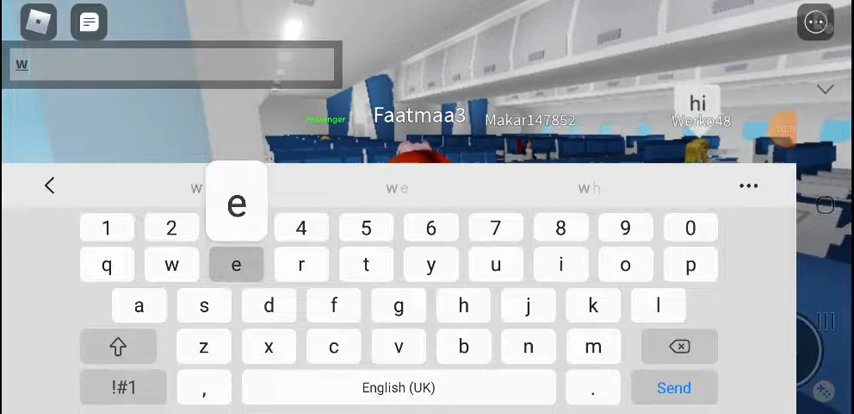 w
hi
Passenger
Faatmaa3
Makar147852
Werko48
w
we
wh
e
1 2 4 5 6 7 8 9 0
q w e r t y u i o p
a s d f g h j k l
z x c v b n m
!#1 , English (UK) . Send